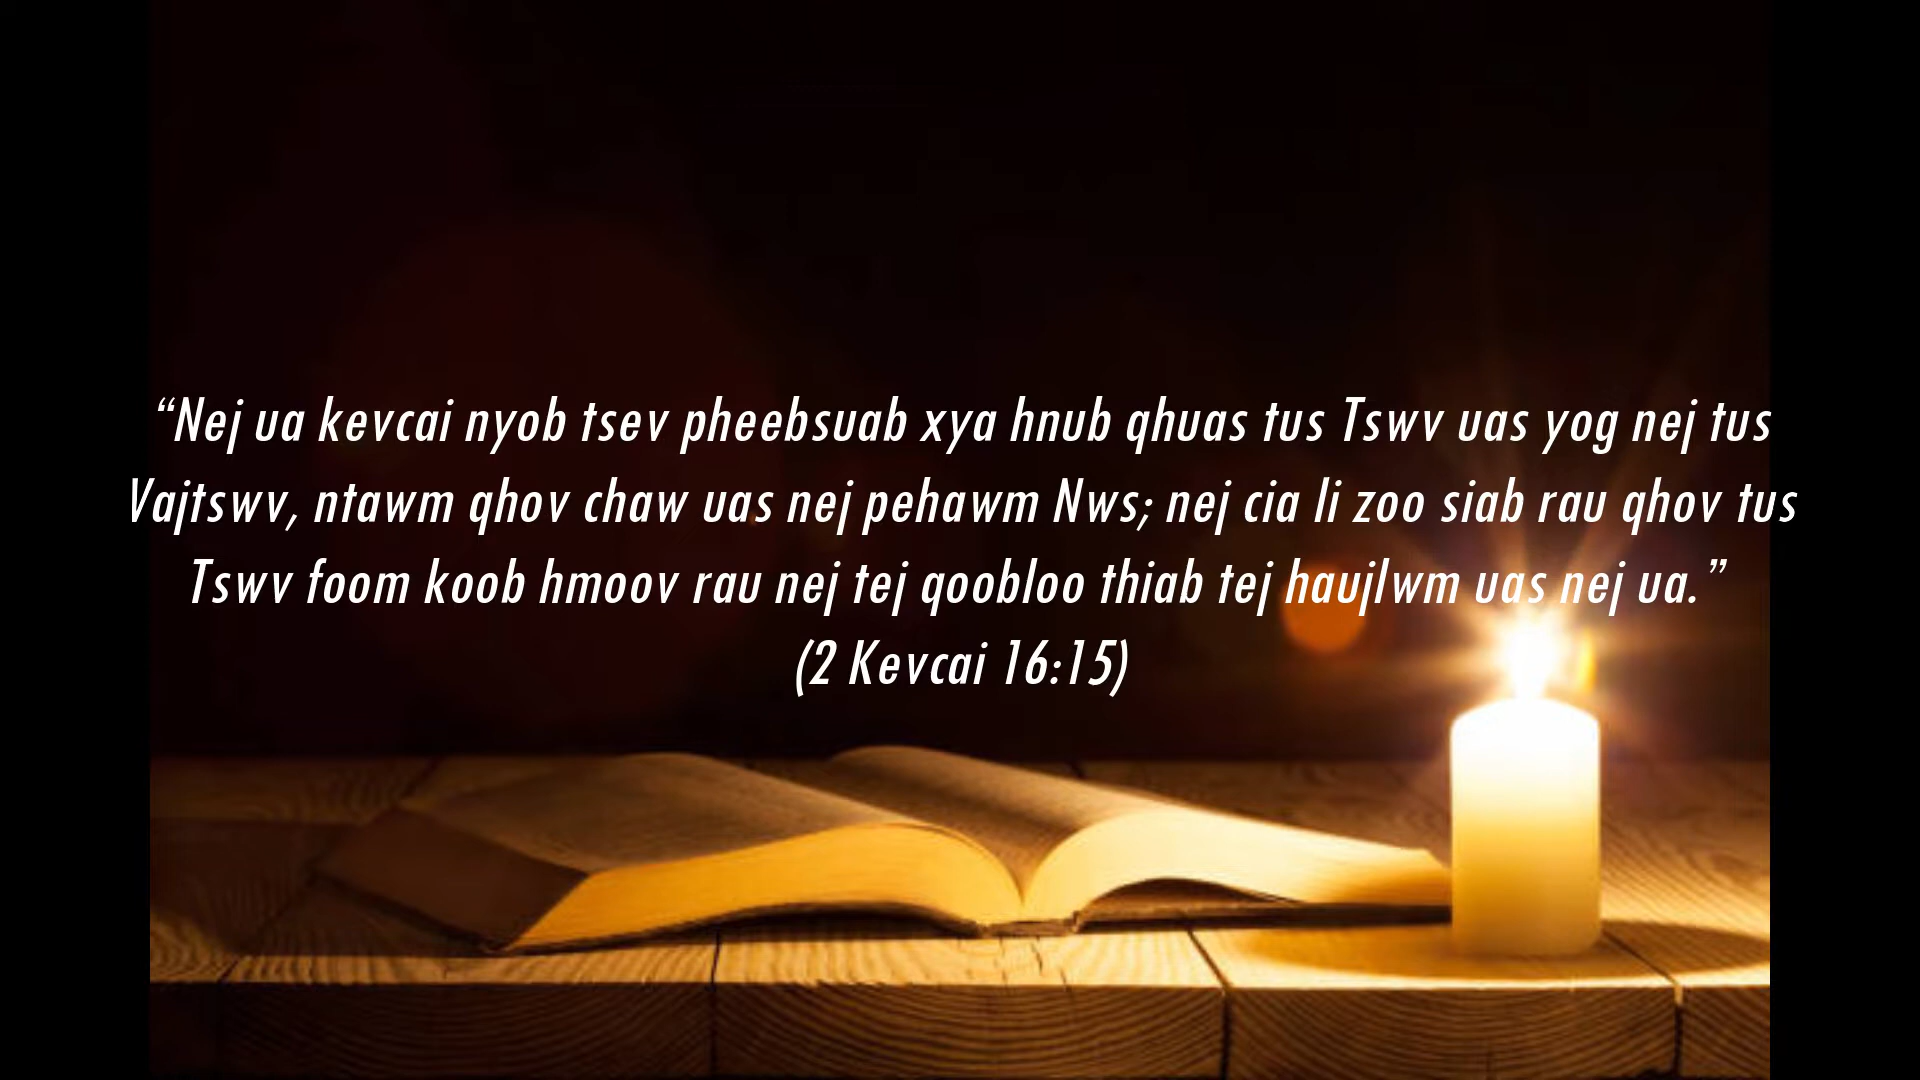 “Nej ua kevcai nyob tsev pheebsuab xya hnub qhuas tus Tswv uas yog nej tus
Vajtswv, ntawm qhov chaw uas nej pehawm Nws; nej cia li zoo siab rau qhov tus
Tswv foom koob hmoov rau nej tej qoobloo thiab tej haujlwm uas nej ua.”
(2 Kevcai 16:15)